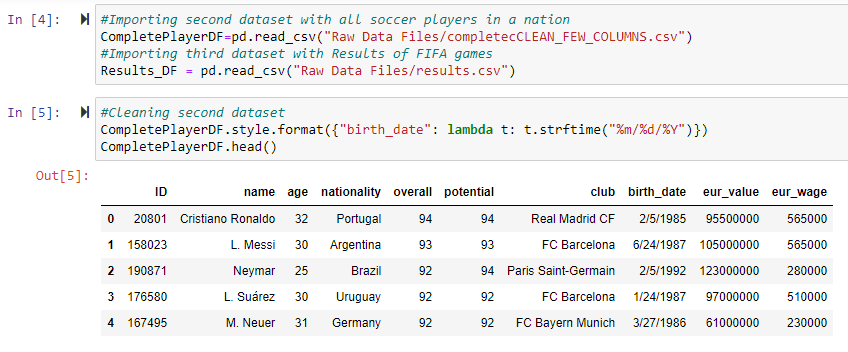 In [4]:
#Importing second dataset with all soccer players in a nation
CompletePlayerDF=pd.read_csv("Raw Data Files/completecCLEAN_FEW_COLUMNS.csv")
#Importing third dataset with Results of FIFA games
Results_DF = pd.read_csv("Raw Data Files/results.csv")
In [5]:
#Cleaning second dataset
CompletePlayerDF.style.format({"birth_date": lambda t: t.strftime("%m/%d/%Y")})
CompletePlayerDF.head()
Out[5]:
ID name age nationality overall potential club birth_date eur_value eur_wage
0 20801 Cristiano Ronaldo 32 Portugal 94 94 Real Madrid CF 2/5/1985 95500000 565000
1 158023 L. Messi 30 Argentina 93 93 FC Barcelona 6/24/1987 105000000 565000
2 190871 Neymar 25 Brazil 92 94 Paris Saint-Germain 2/5/1992 123000000 280000
3 176580 L. Suárez 30 Uruguay 92 92 FC Barcelona 1/24/1987 97000000 510000
4 167495 M. Neuer 31 Germany 92 92 FC Bayern Munich 3/27/1986 61000000 230000